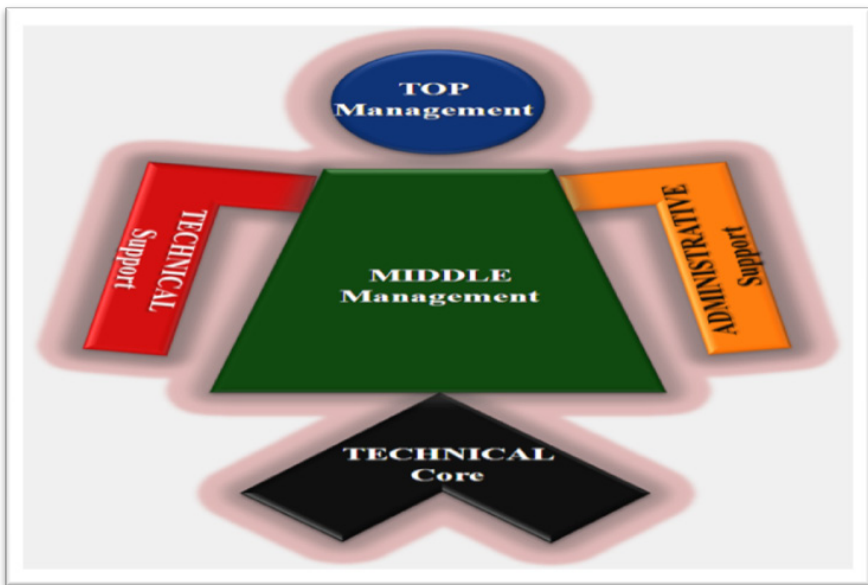 TOP
Management
TECHNICAL
Support
MIDDLE
Management
ADMINISTRATIVE
Support
TECHNICAL
Core